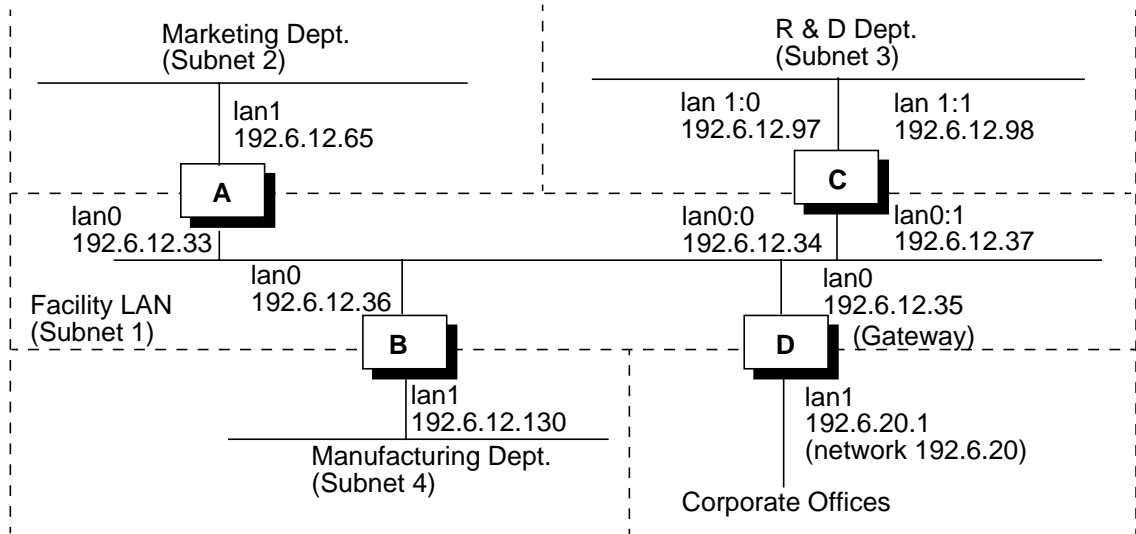 Marketing Dept.
(Subnet 2)
R & D Dept.
(Subnet 3)
lan1
192.6.12.65
lan 1:0
192.6.12.97
lan 1:1
192.6.12.98
A
C
lan0
192.6.12.33
lan0:0
192.6.12.34
lan0:1
192.6.12.37
lan0
192.6.12.36
lan0
192.6.12.35
(Gateway)
Facility LAN
(Subnet 1)
B
D
lan1
192.6.12.130
lan1
192.6.20.1
(network 192.6.20)
Manufacturing Dept.
(Subnet 4)
Corporate Offices